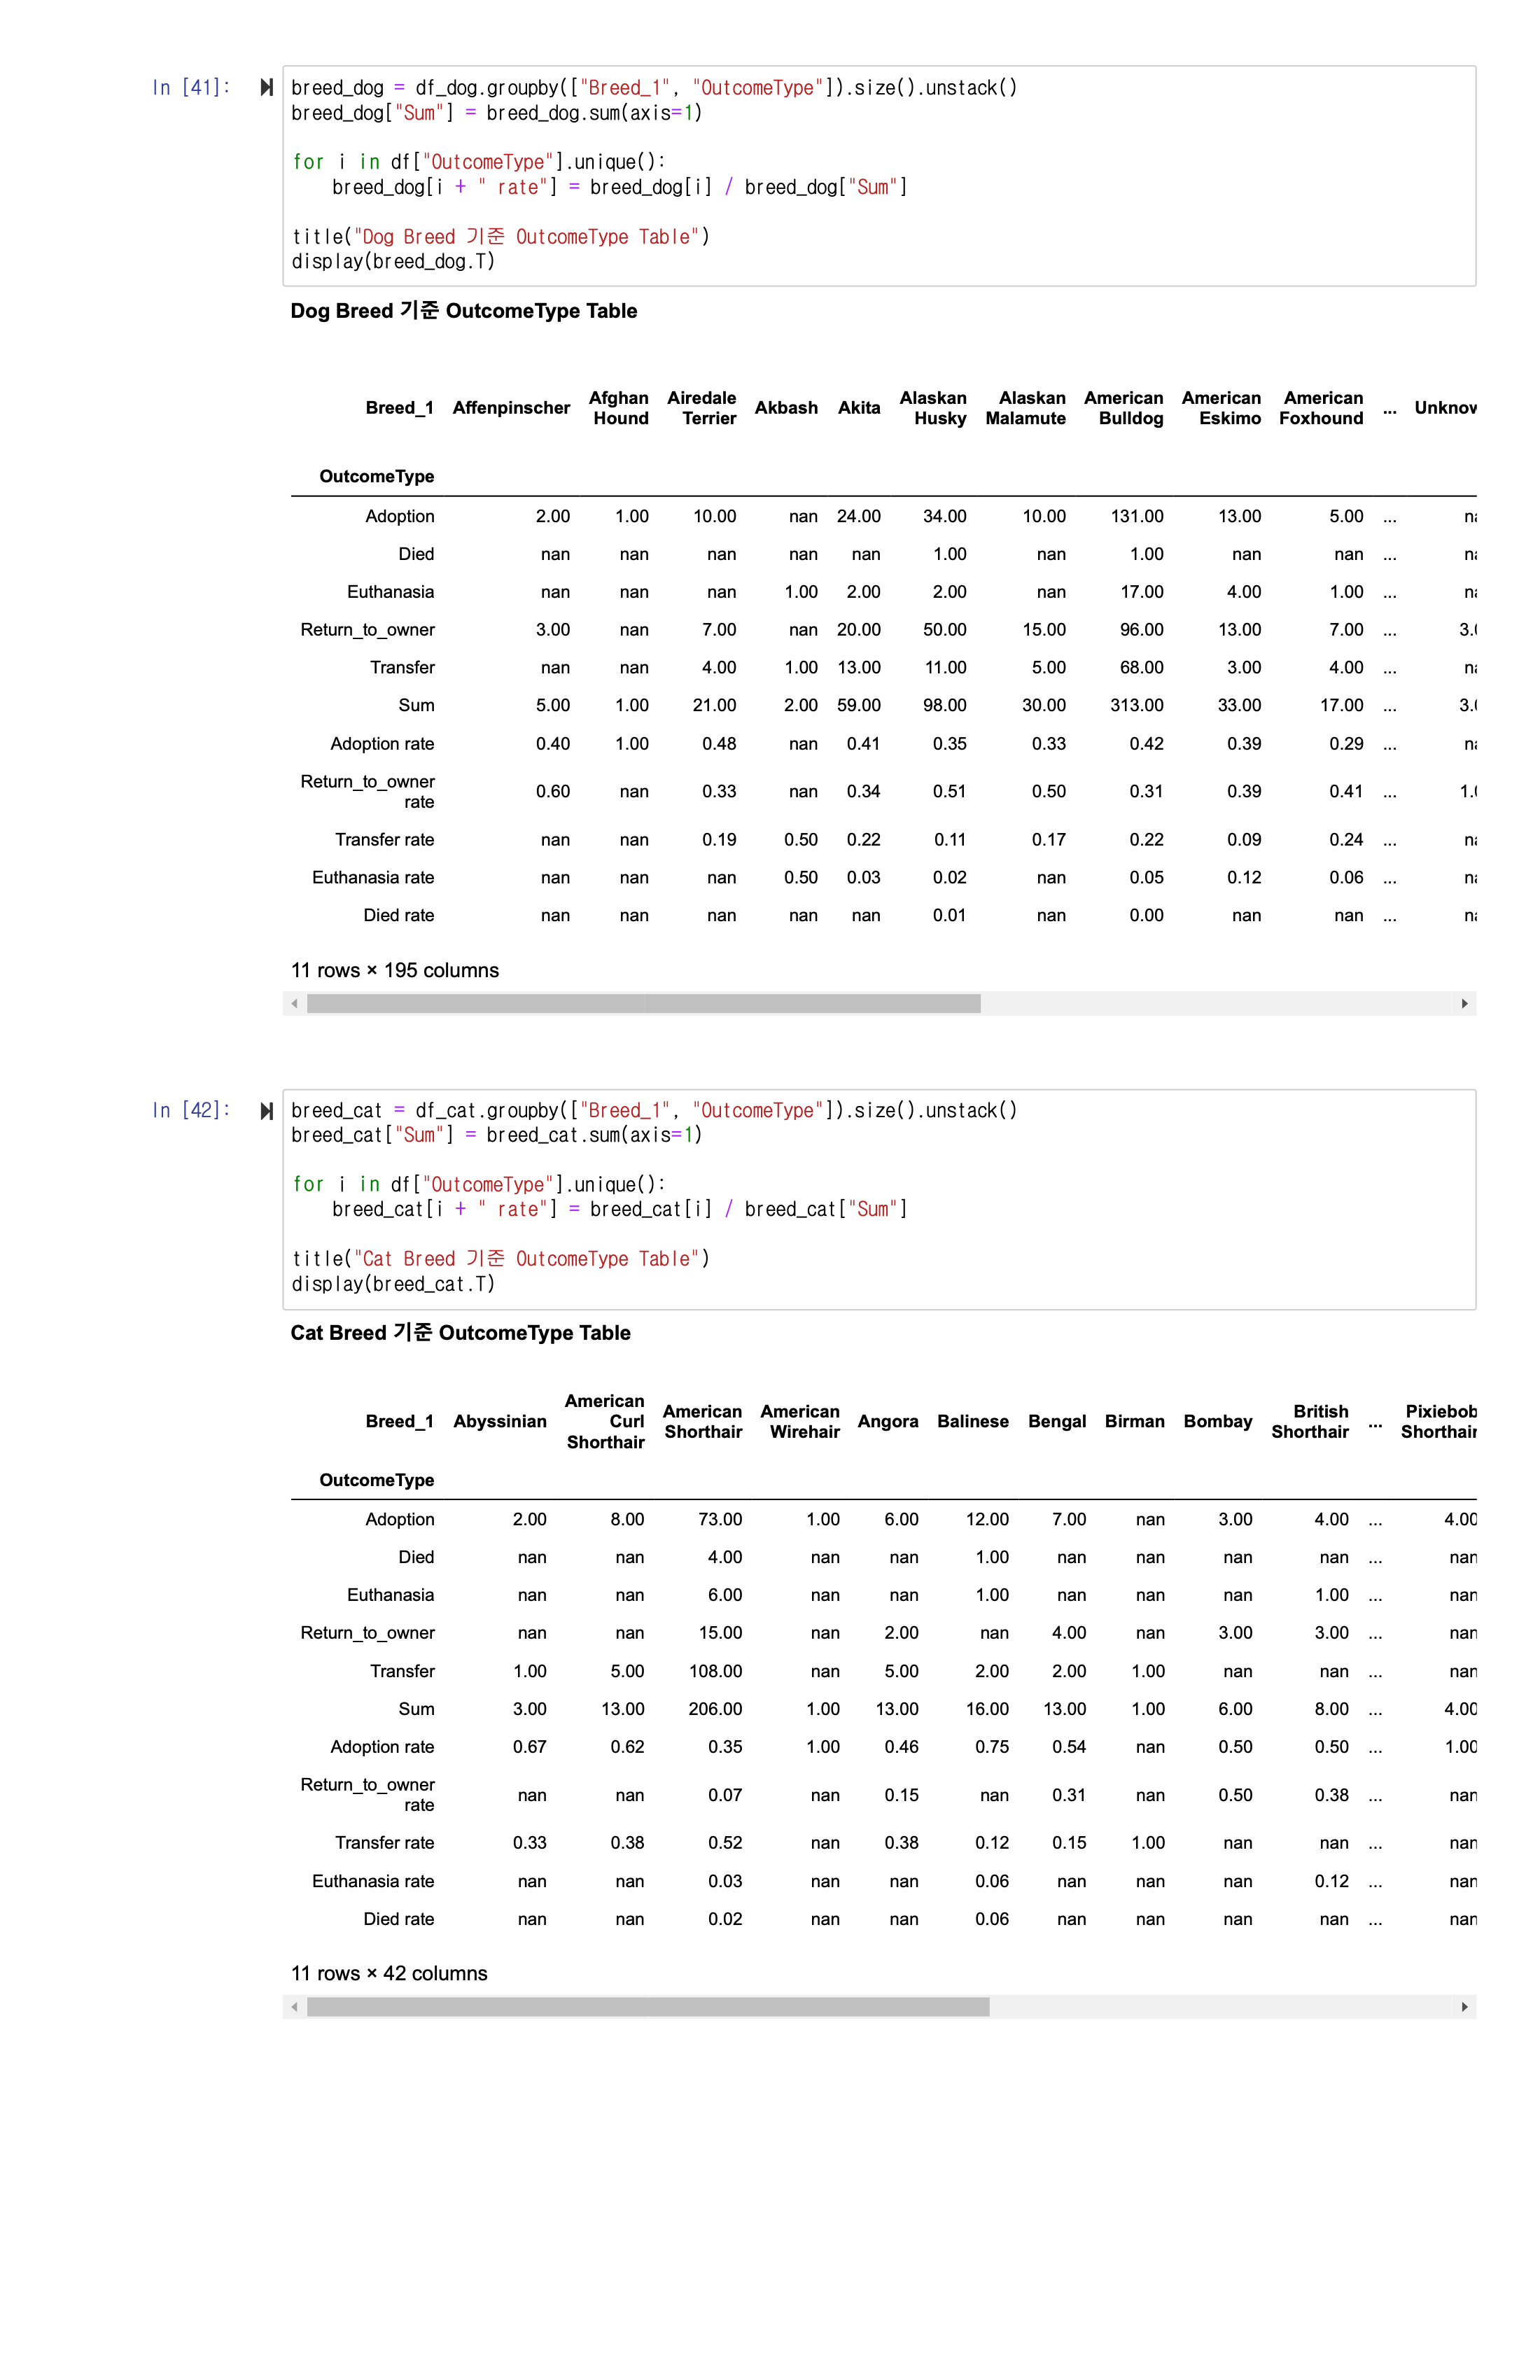 In [41]:
breed_dog = df_dog.groupby(["Breed_1", "OutcomeType"]).size().unstack()
breed_dog["Sum"] = breed_dog.sum(axis=1)
for i in df["OutcomeType"].unique():
breed_dog[i + " rate"] = breed_dog[i] / breed_dog["Sum"]
title("Dog Breed 기준 OutcomeType Table")
display(breed_dog.T)
Dog Breed 기준 OutcomeType Table
Breed_1 Affenpinscher Afghan Hound Airedale Terrier Akbash Akita Alaskan Husky Alaskan Malamute American Bulldog American Eskimo American Foxhound ... Unknow
OutcomeType
Adoption 2.00 1.00 10.00 nan 24.00 34.00 10.00 131.00 13.00 5.00 ... na
Died nan nan nan nan nan 1.00 nan 1.00 nan nan ... na
Euthanasia nan nan nan 1.00 2.00 2.00 nan 17.00 4.00 1.00 ... na
Return_to_owner 3.00 nan 7.00 nan 20.00 50.00 15.00 96.00 13.00 7.00 ... 3.0
Transfer nan nan 4.00 1.00 13.00 11.00 5.00 68.00 3.00 4.00 ... na
Sum 5.00 1.00 21.00 2.00 59.00 98.00 30.00 313.00 33.00 17.00 ... 3.0
Adoption rate 0.40 1.00 0.48 nan 0.41 0.35 0.33 0.42 0.39 0.29 ... na
Return_to_owner rate 0.60 nan 0.33 nan 0.34 0.51 0.50 0.31 0.39 0.41 ... 1.0
Transfer rate nan nan 0.19 0.50 0.22 0.11 0.17 0.22 0.09 0.24 ... na
Euthanasia rate nan nan nan 0.50 0.03 0.02 nan 0.05 0.12 0.06 ... na
Died rate nan nan nan nan nan 0.01 nan 0.00 nan nan ... na
11 rows × 195 columns
In [42]:
breed_cat = df_cat.groupby(["Breed_1", "OutcomeType"]).size().unstack()
breed_cat["Sum"] = breed_cat.sum(axis=1)
for i in df["OutcomeType"].unique():
breed_cat[i + " rate"] = breed_cat[i] / breed_cat["Sum"]
title("Cat Breed 기준 OutcomeType Table")
display(breed_cat.T)
Cat Breed 기준 OutcomeType Table
Breed_1 Abyssinian American Curl Shorthair American Shorthair American Wirehair Angora Balinese Bengal Birman Bombay British Shorthair ... Pixiebob Shorthair
OutcomeType
Adoption 2.00 8.00 73.00 1.00 6.00 12.00 7.00 nan 3.00 4.00 ... 4.00
Died nan nan 4.00 nan nan 1.00 nan nan nan nan ... nan
Euthanasia nan nan 6.00 nan nan 1.00 nan nan nan 1.00 ... nan
Return_to_owner nan nan 15.00 nan 2.00 nan 4.00 nan 3.00 3.00 ... nan
Transfer 1.00 5.00 108.00 nan 5.00 2.00 2.00 1.00 nan nan ... nan
Sum 3.00 13.00 206.00 1.00 13.00 16.00 13.00 1.00 6.00 8.00 ... 4.00
Adoption rate 0.67 0.62 0.35 1.00 0.46 0.75 0.54 nan 0.50 0.50 ... 1.00
Return_to_owner rate nan nan 0.07 nan 0.15 nan 0.31 nan 0.50 0.38 ... nan
Transfer rate 0.33 0.38 0.52 nan 0.38 0.12 0.15 1.00 nan nan ... nan
Euthanasia rate nan nan 0.03 nan nan 0.06 nan nan nan 0.12 ... nan
Died rate nan nan 0.02 nan nan 0.06 nan nan nan nan ... nan
11 rows × 42 columns